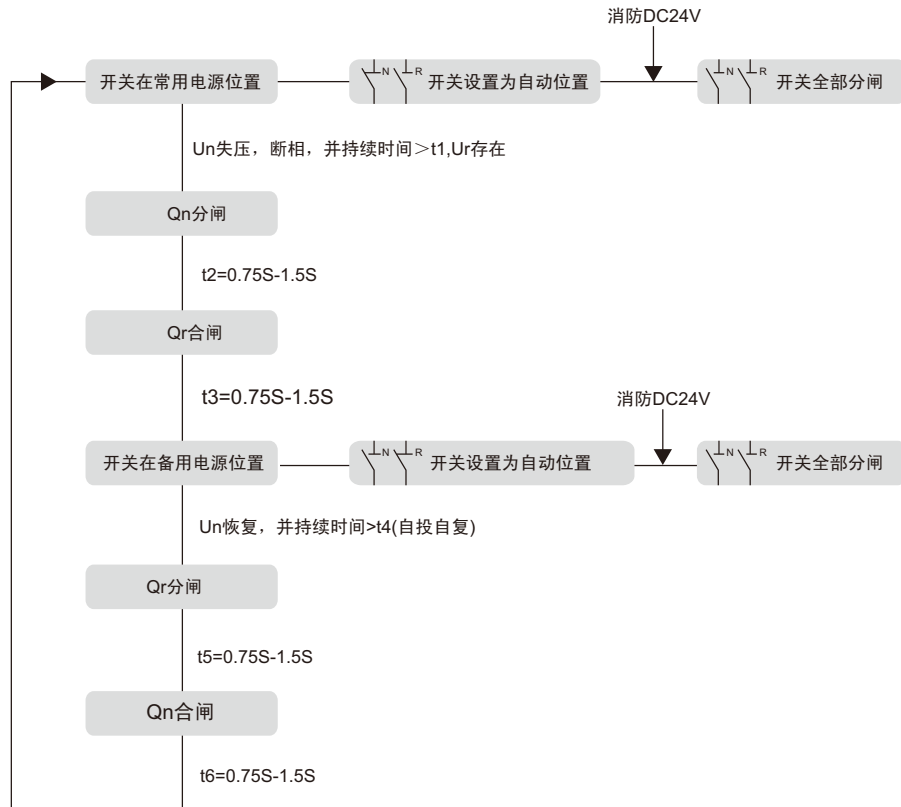 消防DC24V
开关在常用电源位置
N R 开关设置为自动位置
N R 开关全部分闸
Un失压，断相，并持续时间＞t1,Ur存在
Qn分闸
t2=0.75S-1.5S
Qr合闸
t3=0.75S-1.5S
消防DC24V
开关在备用电源位置
N R 开关设置为自动位置
N R 开关全部分闸
Un恢复，并持续时间>t4(自投自复)
Qr分闸
t5=0.75S-1.5S
Qn合闸
t6=0.75S-1.5S